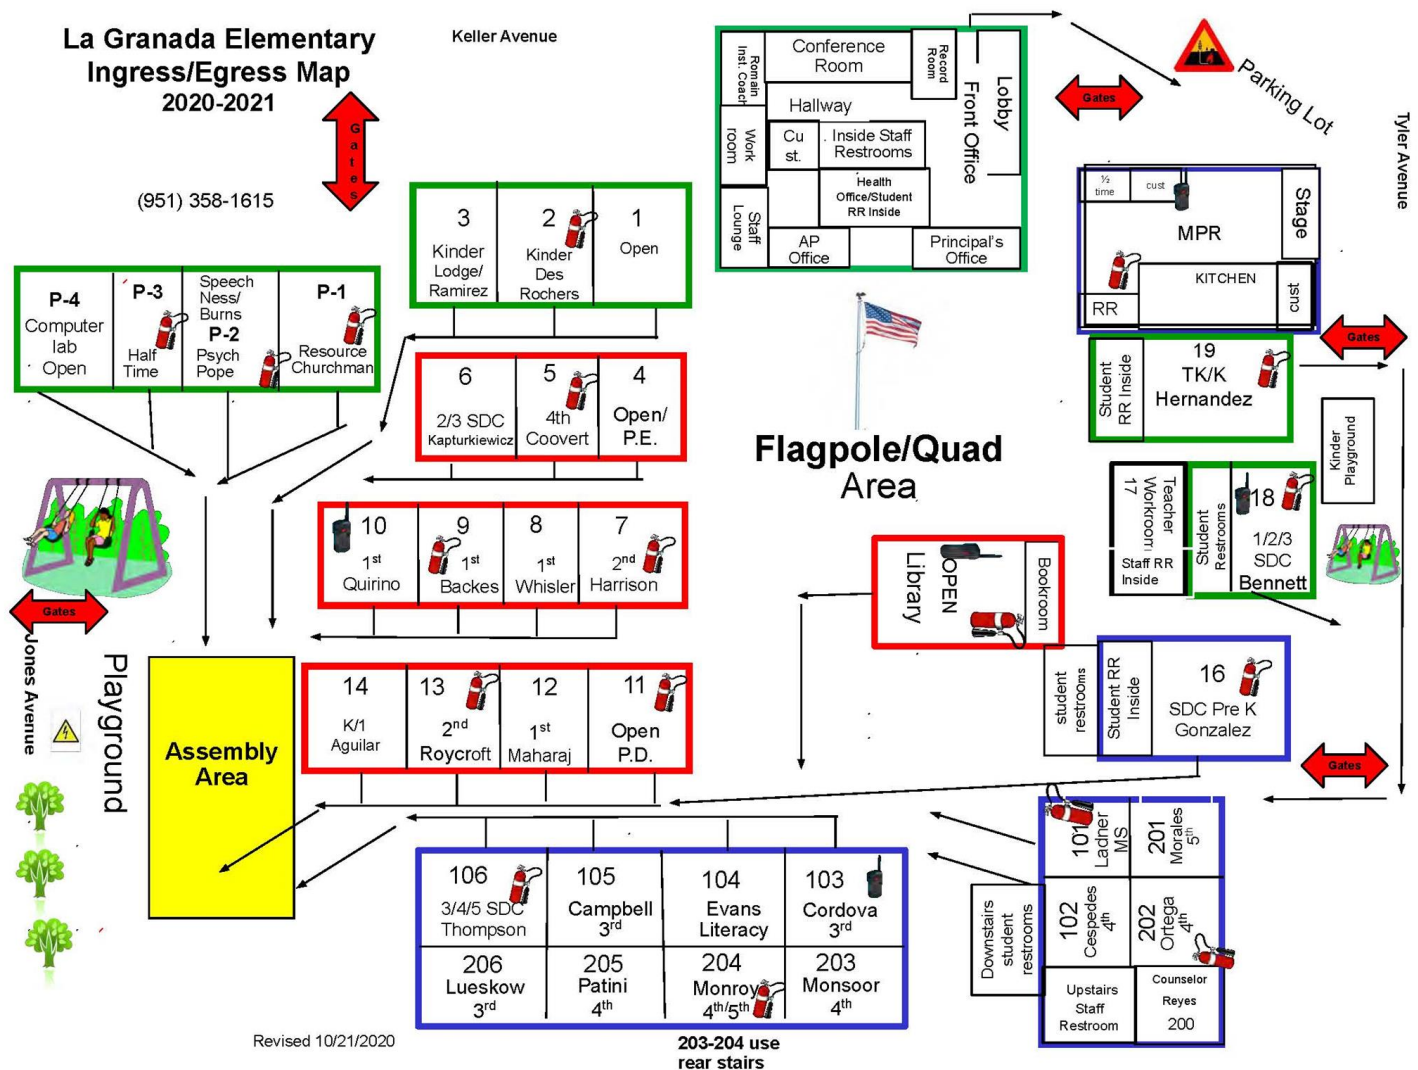 La Granada Elementary
Ingress/Egress Map
2020-2021
Keller Avenue
(951) 358-1615
Gates
Romain
Inst. Coach
Conference
Room
Record
Room
Lobby
Front Office
Hallway
Work
room
Cu
st.
Inside Staff
Restrooms
Health
Office/Student
RR Inside
Staff
Lounge
AP
Office
Principal's
Office
Gates
Parking Lot
Tyler Avenue
3
Kinder
Lodge/
Ramirez
2
Kinder
Des
Rochers
1
Open
P-4
Computer
lab
Open
P-3
Half
Time
Speech
Ness/
Burns
P-2
Psych
Pope
P-1
Resource
Churchman
½
time
cust
Stage
MPR
KITCHEN
RR
cust
Gates
6
2/3 SDC
Kapturkiewicz
5
4th
Coovert
4
Open/
P.E.
Flagpole/Quad
Area
Student
RR Inside
19
TK/K
Hernandez
Kinder
Playground
Teacher
Workroom
17
Staff RR
Inside
Student
Restrooms
18
1/2/3
SDC
Bennett
10
1st
Quirino
9
1st
Backes
8
1st
Whisler
7
2nd
Harrison
OPEN
Library
Bookroom
Gates
Jones Avenue
Playground
Assembly
Area
14
K/1
Aguilar
13
2nd
Roycroft
12
1st
Maharaj
11
Open
P.D.
student
restrooms
Student RR
Inside
16
SDC Pre K
Gonzalez
Gates
106
3/4/5 SDC
Thompson
105
Campbell
3rd
104
Evans
Literacy
103
Cordova
3rd
206
Lueskow
3rd
205
Patini
4th
204
Monroy
4th/5th
203
Monsoor
4th
101
Ladner
MS
201
Morales
5th
102
Cespedes
4th
202
Ortega
4th
Downstairs
student
restrooms
Upstairs
Staff
Restroom
Counselor
Reyes
200
Revised 10/21/2020
203-204 use
rear stairs